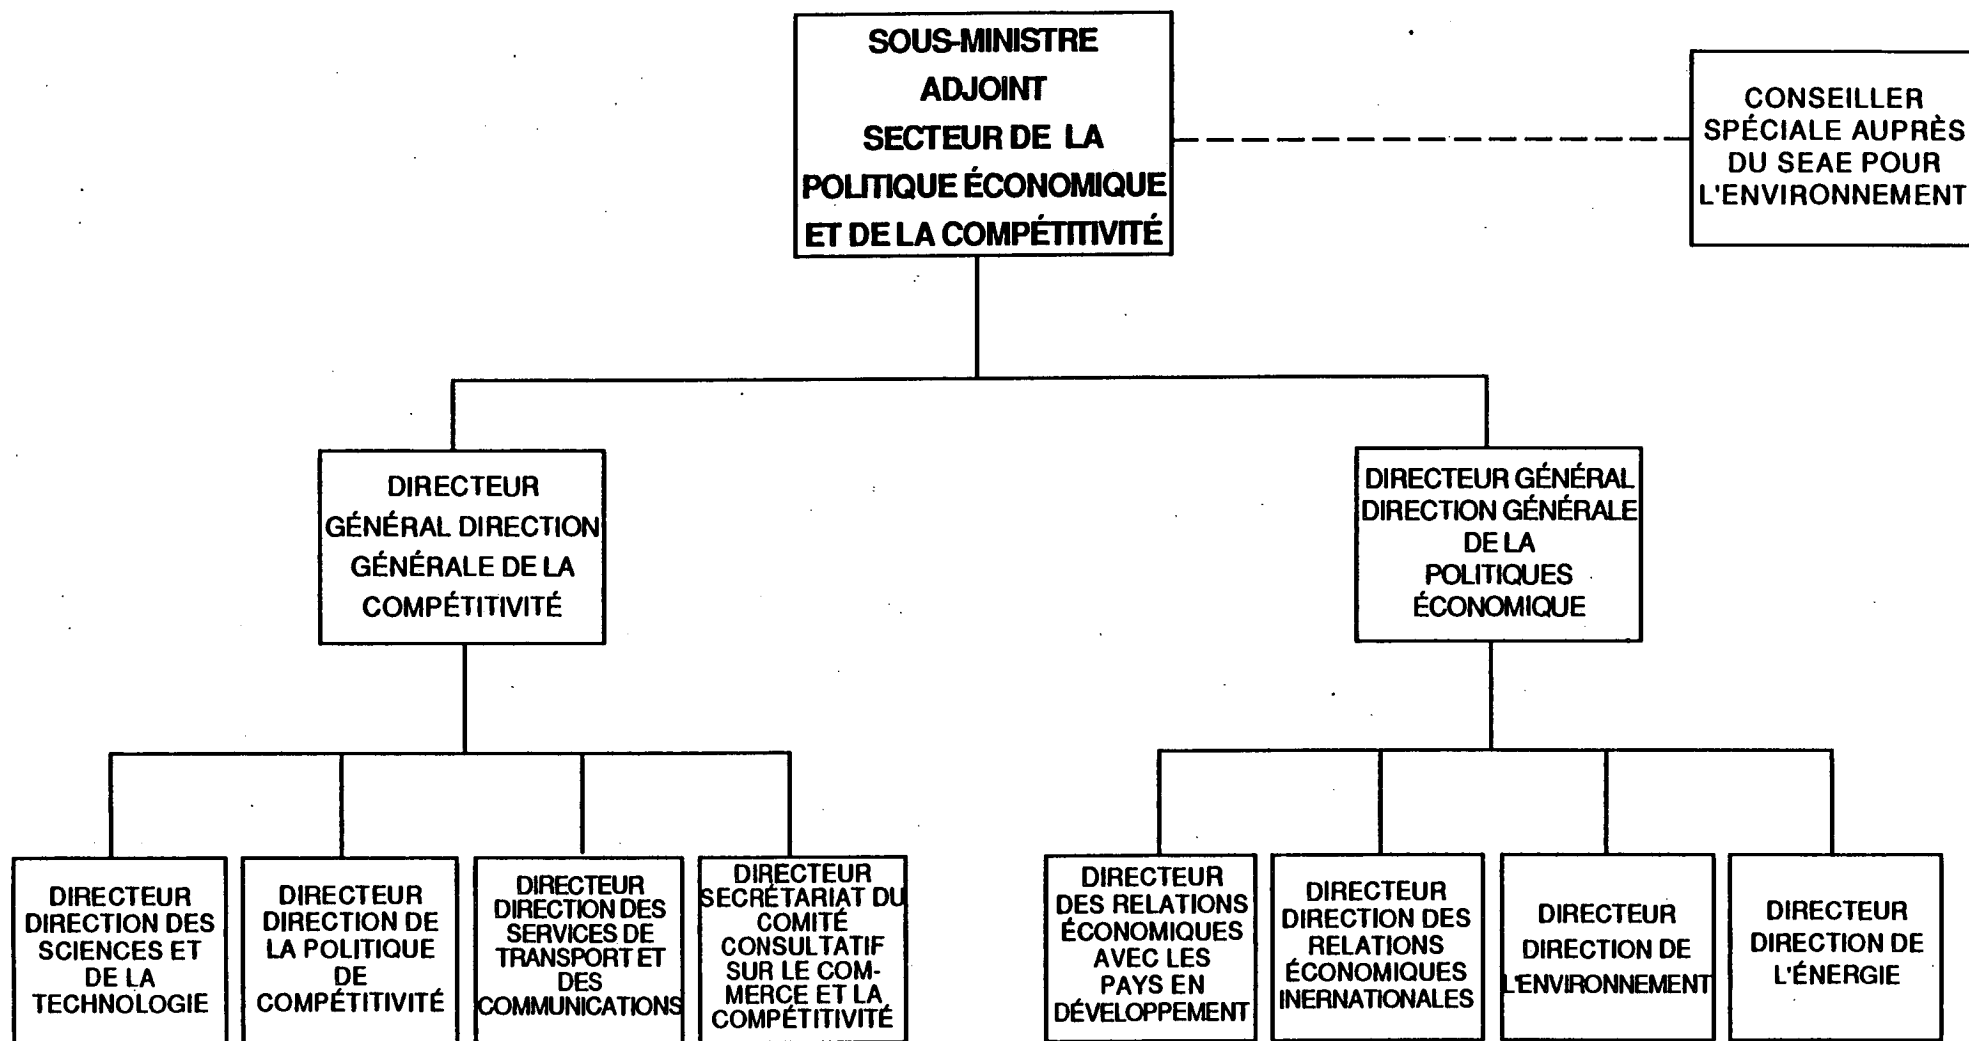 SOUS-MINISTRE
ADJOINT
SECTEUR DE LA
POLITIQUE ÉCONOMIQUE
ET DE LA COMPÉTITIVITÉ
CONSEILLER
SPÉCIALE AUPRÈS
DU SEAE POUR
L'ENVIRONNEMENT
DIRECTEUR
GÉNÉRAL DIRECTION
GÉNÉRALE DE LA
COMPÉTITIVITÉ
DIRECTEUR GÉNÉRAL
DIRECTION GÉNÉRALE
DE LA
POLITIQUES
ÉCONOMIQUE
DIRECTEUR
DIRECTION DES
SCIENCES ET
DE LA
TECHNOLOGIE
DIRECTEUR
DIRECTION DE
LA POLITIQUE
DE
COMPÉTITIVITÉ
DIRECTEUR
DIRECTION DES
SERVICES DE
TRANSPORT ET
DES
COMMUNICATIONS
DIRECTEUR
SECRÉTARIAT DU
COMITÉ
CONSULTATIF
SUR LE COM-
MERCE ET LA
COMPÉTITIVITÉ
DIRECTEUR
DES RELATIONS
ÉCONOMIQUES
AVEC LES
PAYS EN
DÉVELOPPEMENT
DIRECTEUR
DIRECTION DES
RELATIONS
ÉCONOMIQUES
INERNATIONALES
DIRECTEUR
DIRECTION DE
L'ENVIRONNEMENT
DIRECTEUR
DIRECTION DE
L'ÉNERGIE